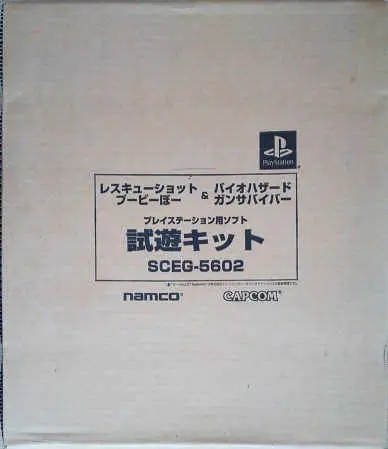 PlayStation
レスキューショット & バイオハザード
ブービーぼー ガンサバイバー
プレイステーション用ソフト
試遊キット
SCEG-5602
namco® CAPCOM®